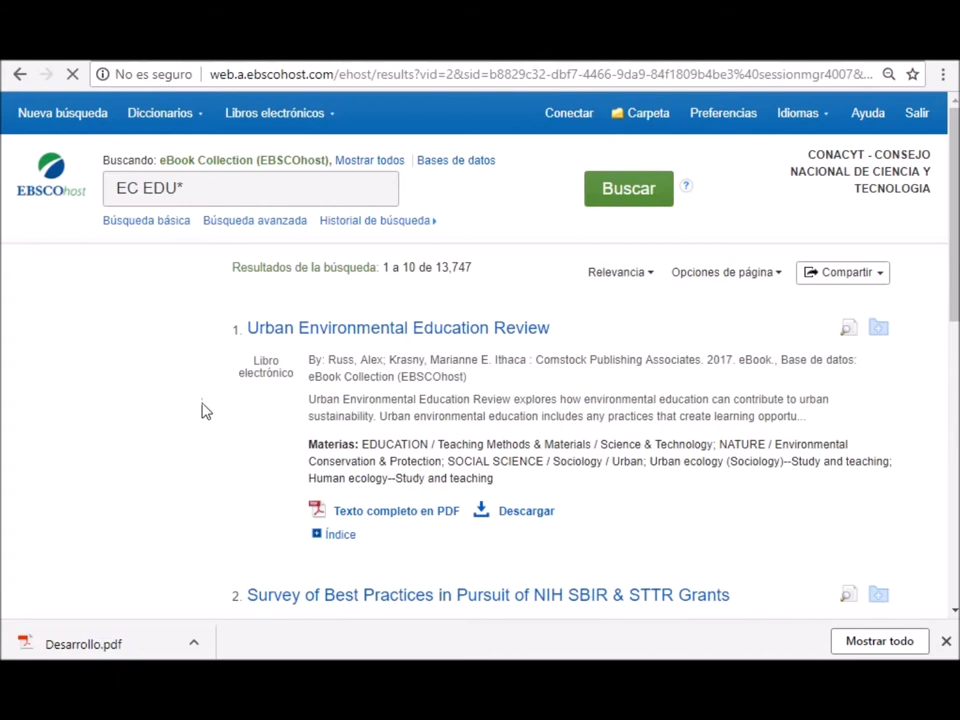 No es seguro | web.a.ebscohost.com/ehost/results?vid=2&sid=b8829c32-dbf7-4466-9da9-84f1809b4be3%40sessionmgr4007&...
Nueva búsqueda Diccionarios Libros electrónicos Conectar Carpeta Preferencias Idiomas Ayuda Salir
EBSCOhost
Buscando: eBook Collection (EBSCOhost), Mostrar todos | Bases de datos
EC EDU*
Buscar
?
Búsqueda básica Búsqueda avanzada Historial de búsqueda
CONACYT - CONSEJO
NACIONAL DE CIENCIA Y
TECNOLOGIA
Resultados de la búsqueda: 1 a 10 de 13,747
Relevancia Opciones de página Compartir
1. Urban Environmental Education Review
Libro
electrónico
By: Russ, Alex; Krasny, Marianne E. Ithaca : Comstock Publishing Associates. 2017. eBook., Base de datos:
eBook Collection (EBSCOhost)
Urban Environmental Education Review explores how environmental education can contribute to urban
sustainability. Urban environmental education includes any practices that create learning opportu...
Materias: EDUCATION / Teaching Methods & Materials / Science & Technology; NATURE / Environmental
Conservation & Protection; SOCIAL SCIENCE / Sociology / Urban; Urban ecology (Sociology)--Study and teaching;
Human ecology--Study and teaching
Texto completo en PDF Descargar
Índice
2. Survey of Best Practices in Pursuit of NIH SBIR & STTR Grants
Desarrollo.pdf
Mostrar todo